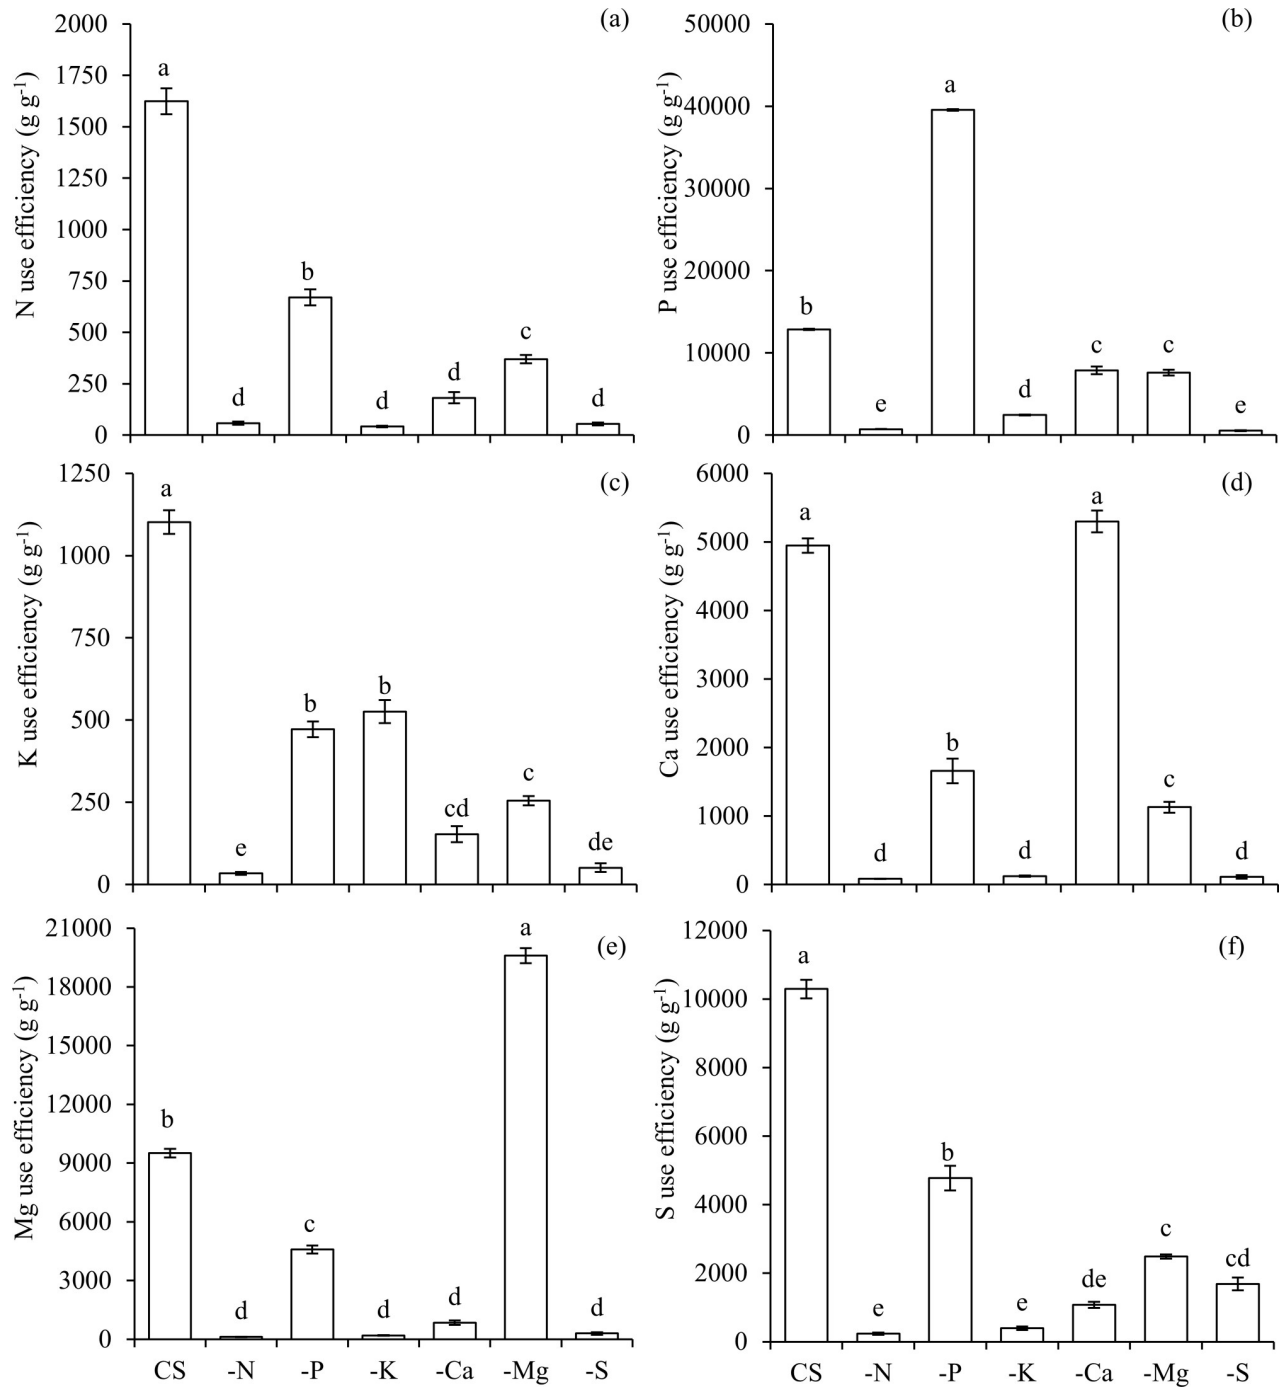 (a)
N use efficiency (g g-1)
2000
1750
1500
1250
1000
750
500
250
0
a
d
b
d
d
c
d
(b)
P use efficiency (g g-1)
50000
40000
30000
20000
10000
0
b
e
a
d
c
c
e
(c)
K use efficiency (g g-1)
1250
1000
750
500
250
0
a
e
b
b
cd
c
de
(d)
Ca use efficiency (g g-1)
6000
5000
4000
3000
2000
1000
0
a
d
b
d
a
c
d
(e)
Mg use efficiency (g g-1)
21000
18000
15000
12000
9000
6000
3000
0
b
d
c
d
d
a
d
CS -N -P -K -Ca -Mg -S
(f)
S use efficiency (g g-1)
12000
10000
8000
6000
4000
2000
0
a
e
b
e
de
c
cd
CS -N -P -K -Ca -Mg -S